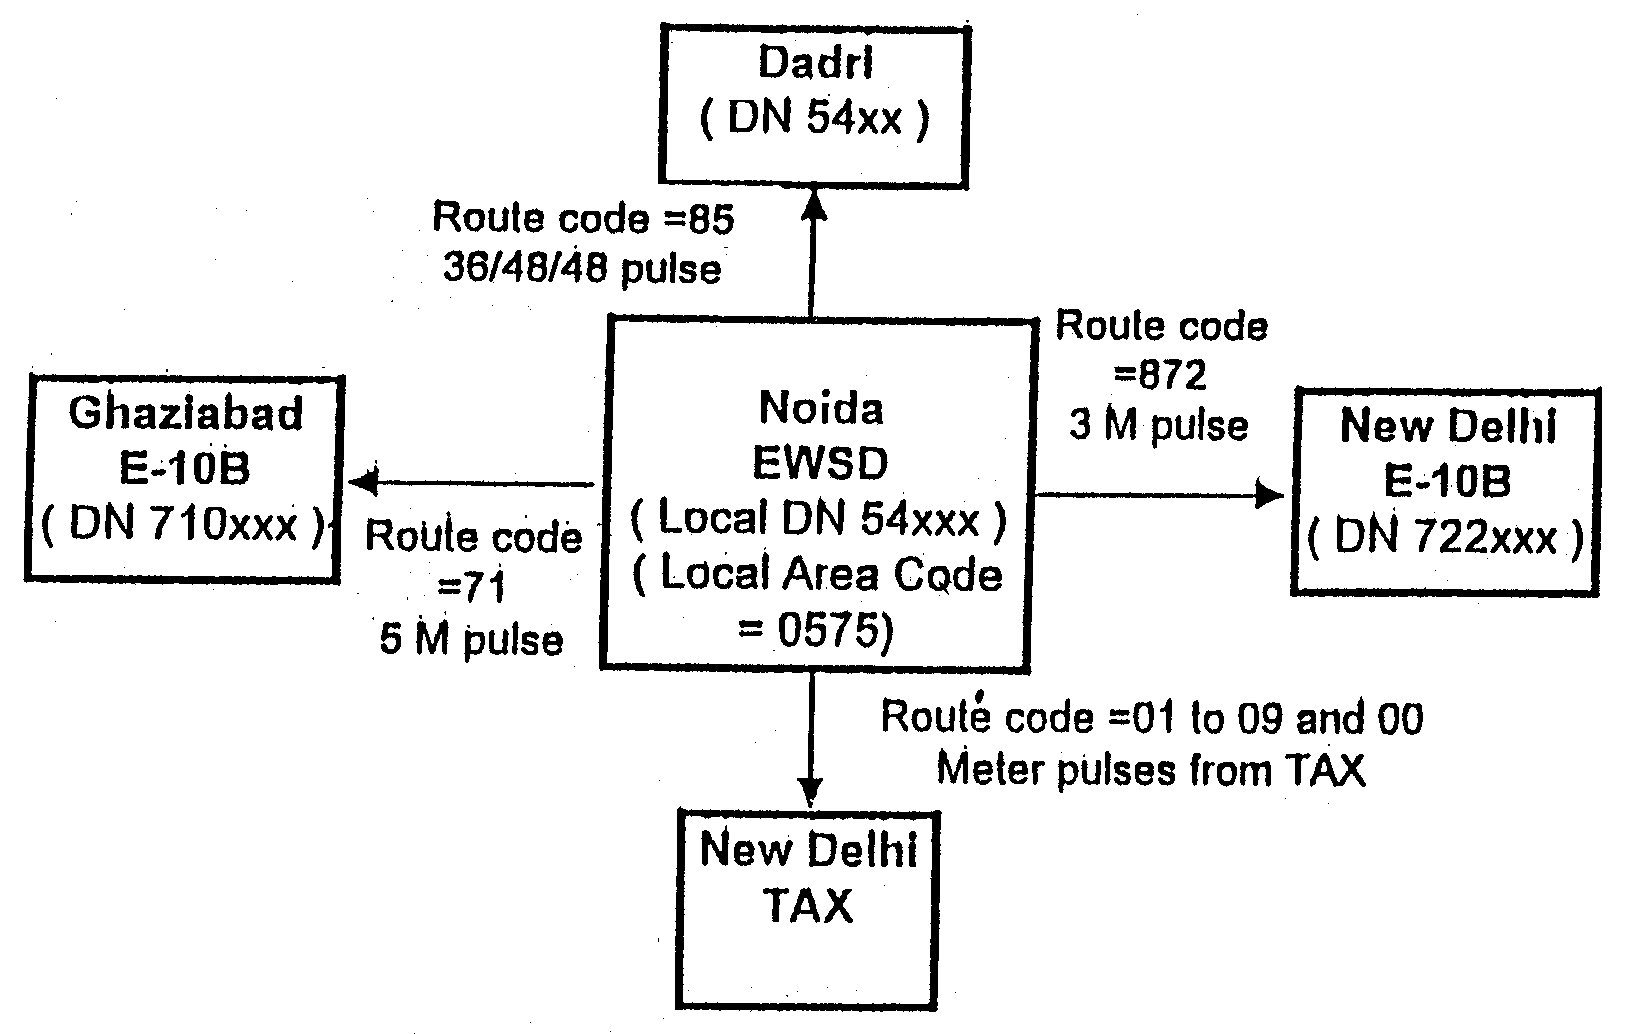 Dadri
( DN 54xx )
Route code =85
36/48/48 pulse
Route code
=872
3 M pulse
Ghaziabad
E-10B
( DN 710xxx )
Route code
=71
5 M pulse
Noida
EWSD
( Local DN 54xxx )
( Local Area Code
= 0575)
New Delhi
E-10B
( DN 722xxx )
Route code =01 to 09 and 00
Meter pulses from TAX
New Delhi
TAX